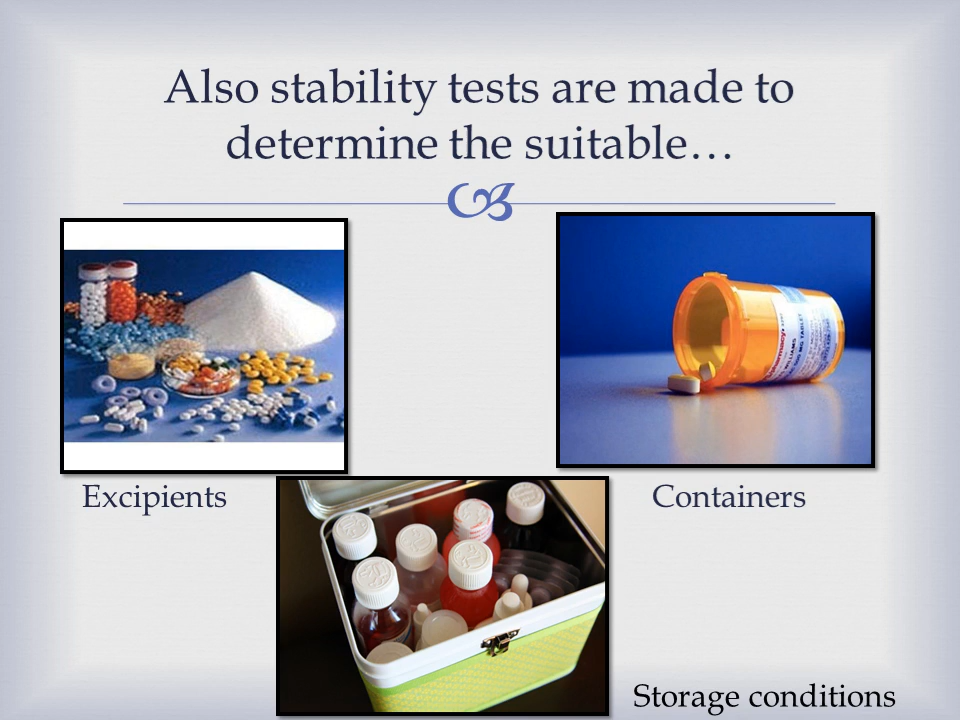 Also stability tests are made to
determine the suitable…
Excipients
Containers
Storage conditions